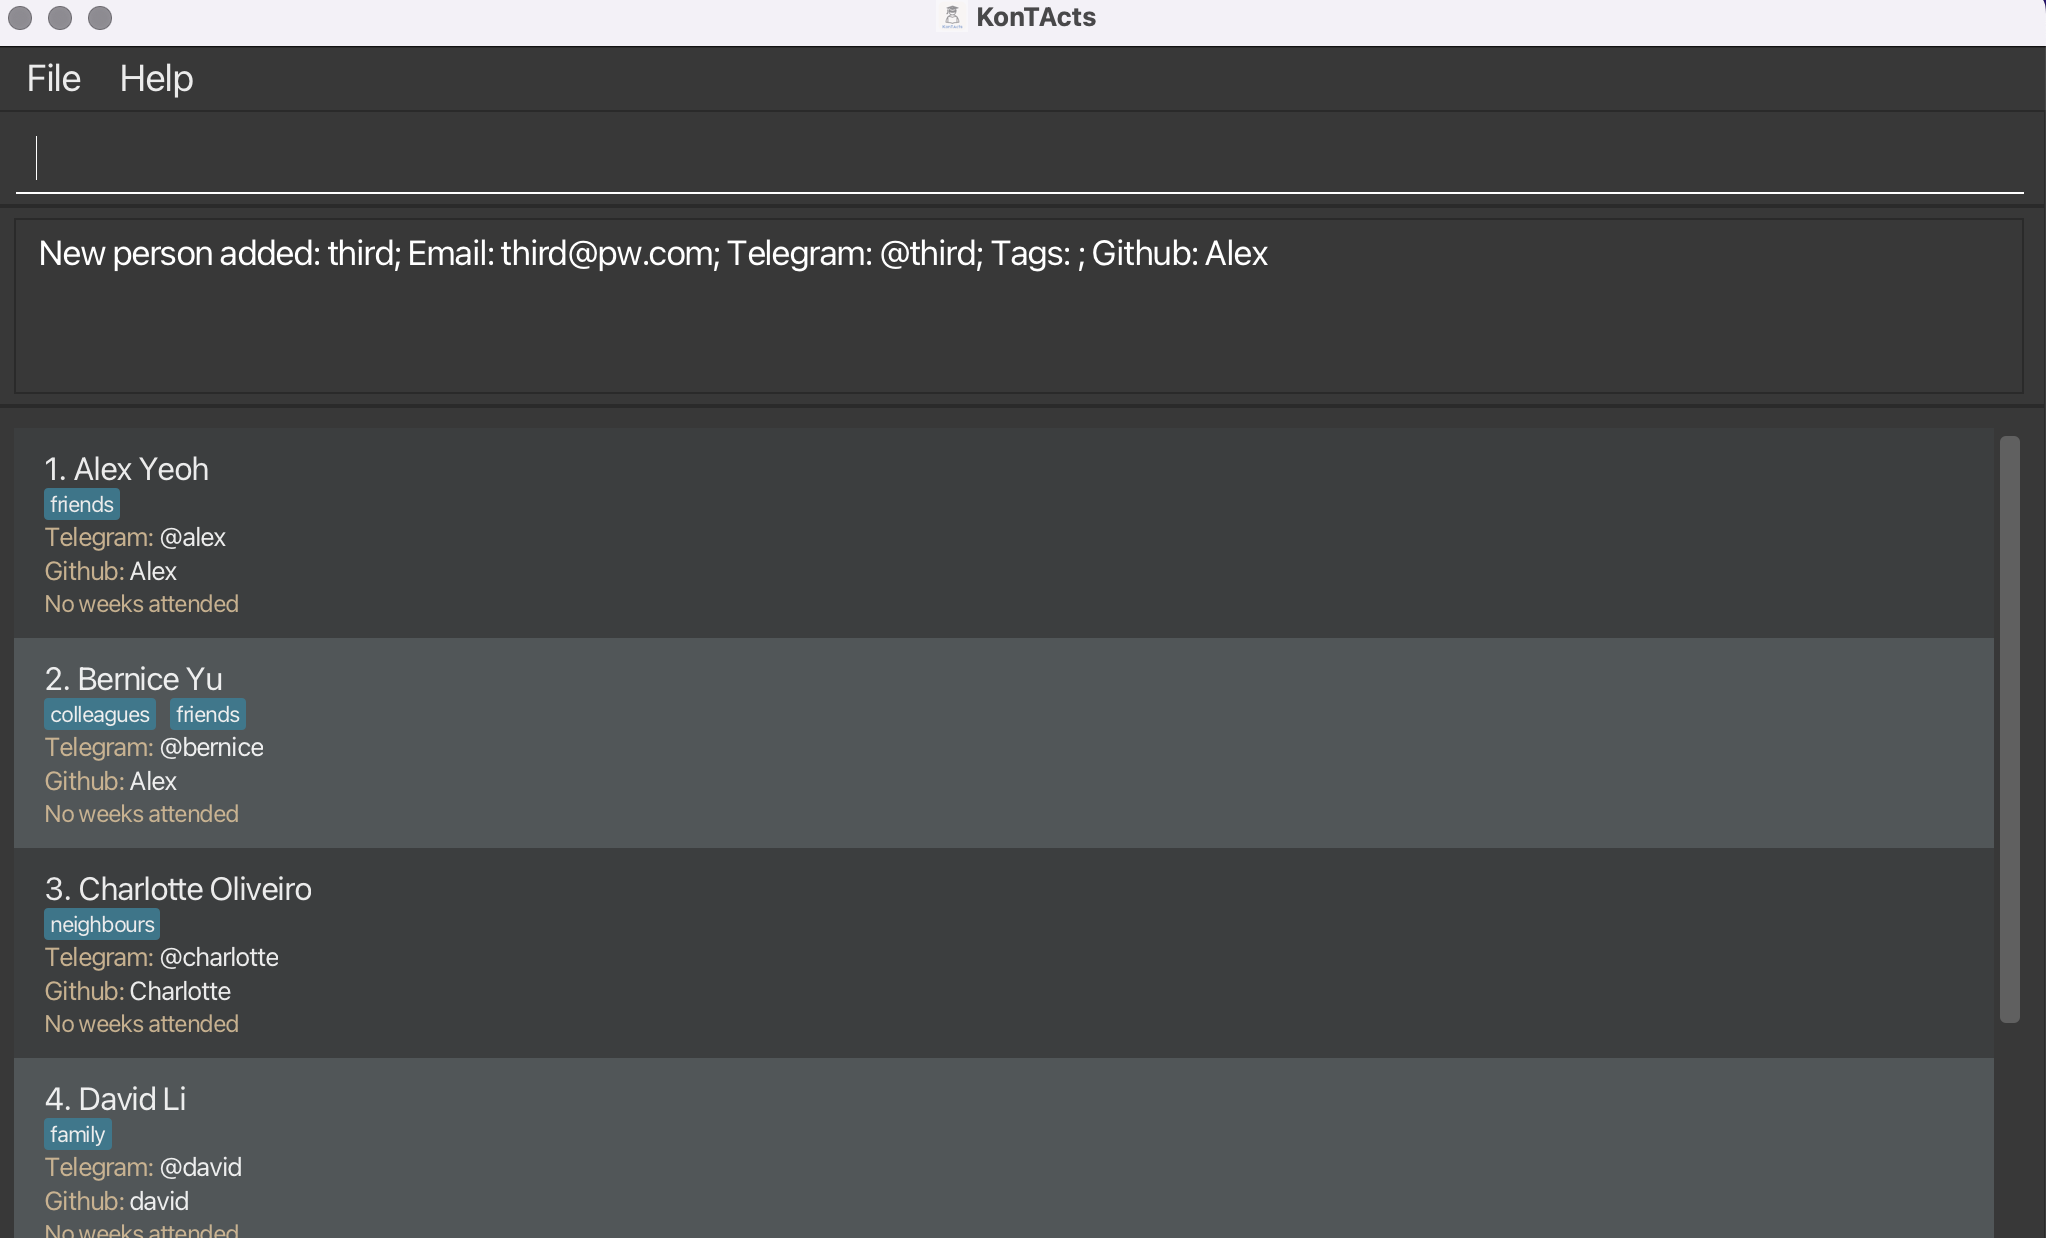 KonTActs
File Help
New person added: third; Email: third@pw.com; Telegram: @third; Tags: ; Github: Alex
1. Alex Yeoh
friends
Telegram: @alex
Github: Alex
No weeks attended
2. Bernice Yu
colleagues friends
Telegram: @bernice
Github: Alex
No weeks attended
3. Charlotte Oliveiro
neighbours
Telegram: @charlotte
Github: Charlotte
No weeks attended
4. David Li
family
Telegram: @david
Github: david
No weeks attended